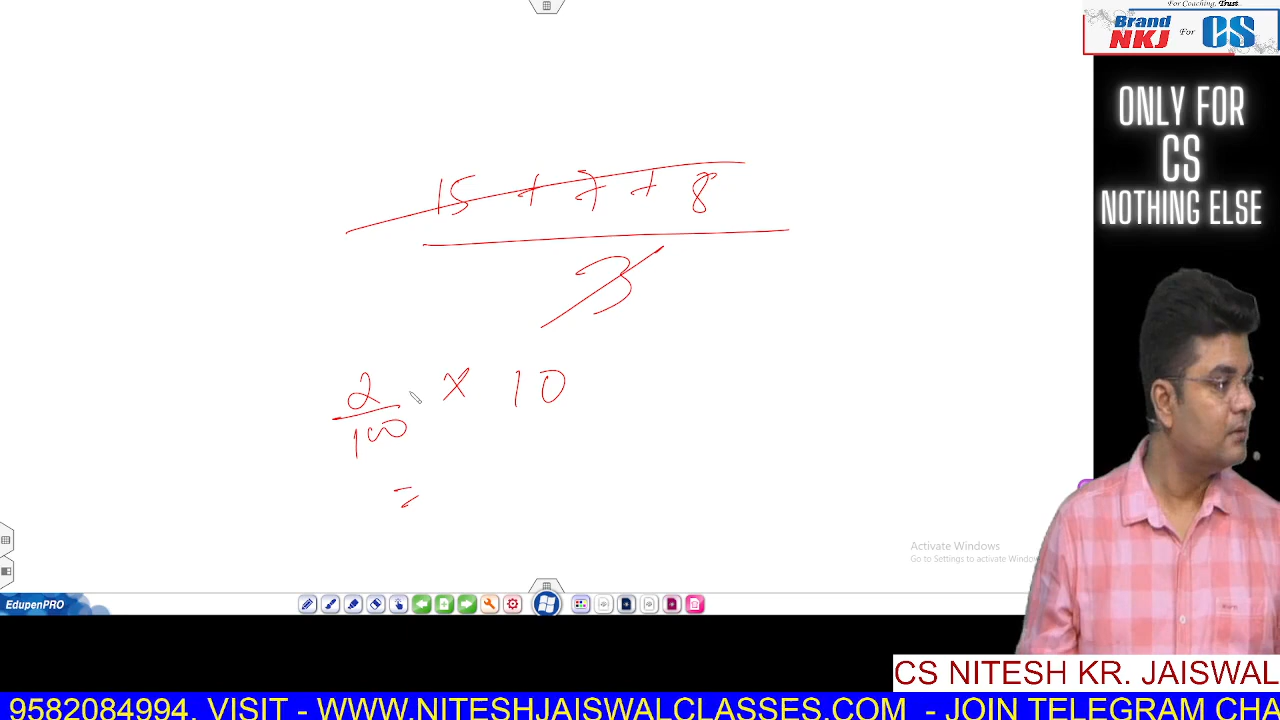 For Coaching, Trust
Brand
NKJ
For
CS
ONLY FOR
CS
NOTHING ELSE
15 + 7 + 8
3
2
100
× 10
=
Activate Windows
Go to Settings to activate Window
EdupenPRO
CS NITESH KR. JAISWAL
9582084994. VISIT - WWW.NITESHJAISWALCLASSES.COM - JOIN TELEGRAM CHA